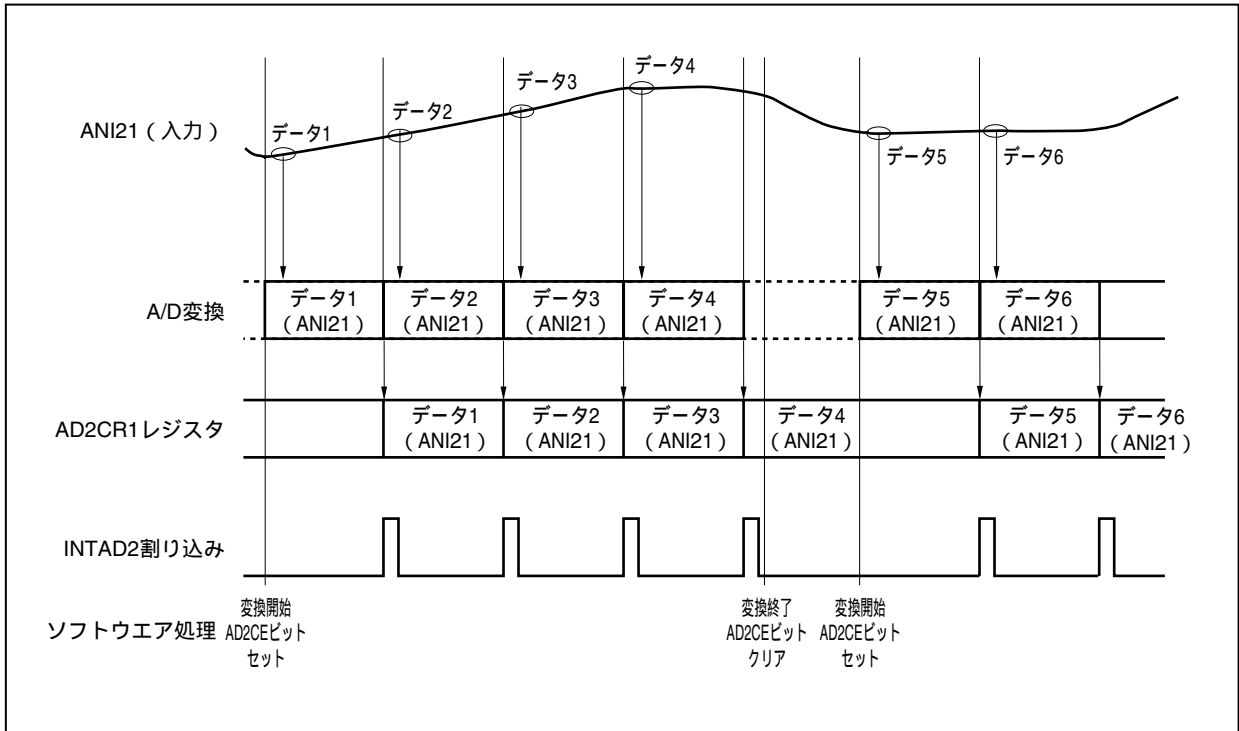 データ4
データ3
データ2
データ1
ANI21（入力）
データ5
データ6
A/D変換
データ1
（ANI21）
データ2
（ANI21）
データ3
（ANI21）
データ4
（ANI21）
データ5
（ANI21）
データ6
（ANI21）
AD2CR1レジスタ
データ1
（ANI21）
データ2
（ANI21）
データ3
（ANI21）
データ4
（ANI21）
データ5
（ANI21）
データ6
（ANI21）
INTAD2割り込み
ソフトウエア処理
変換開始
AD2CEビット
セット
変換終了
AD2CEビット
クリア
変換開始
AD2CEビット
セット